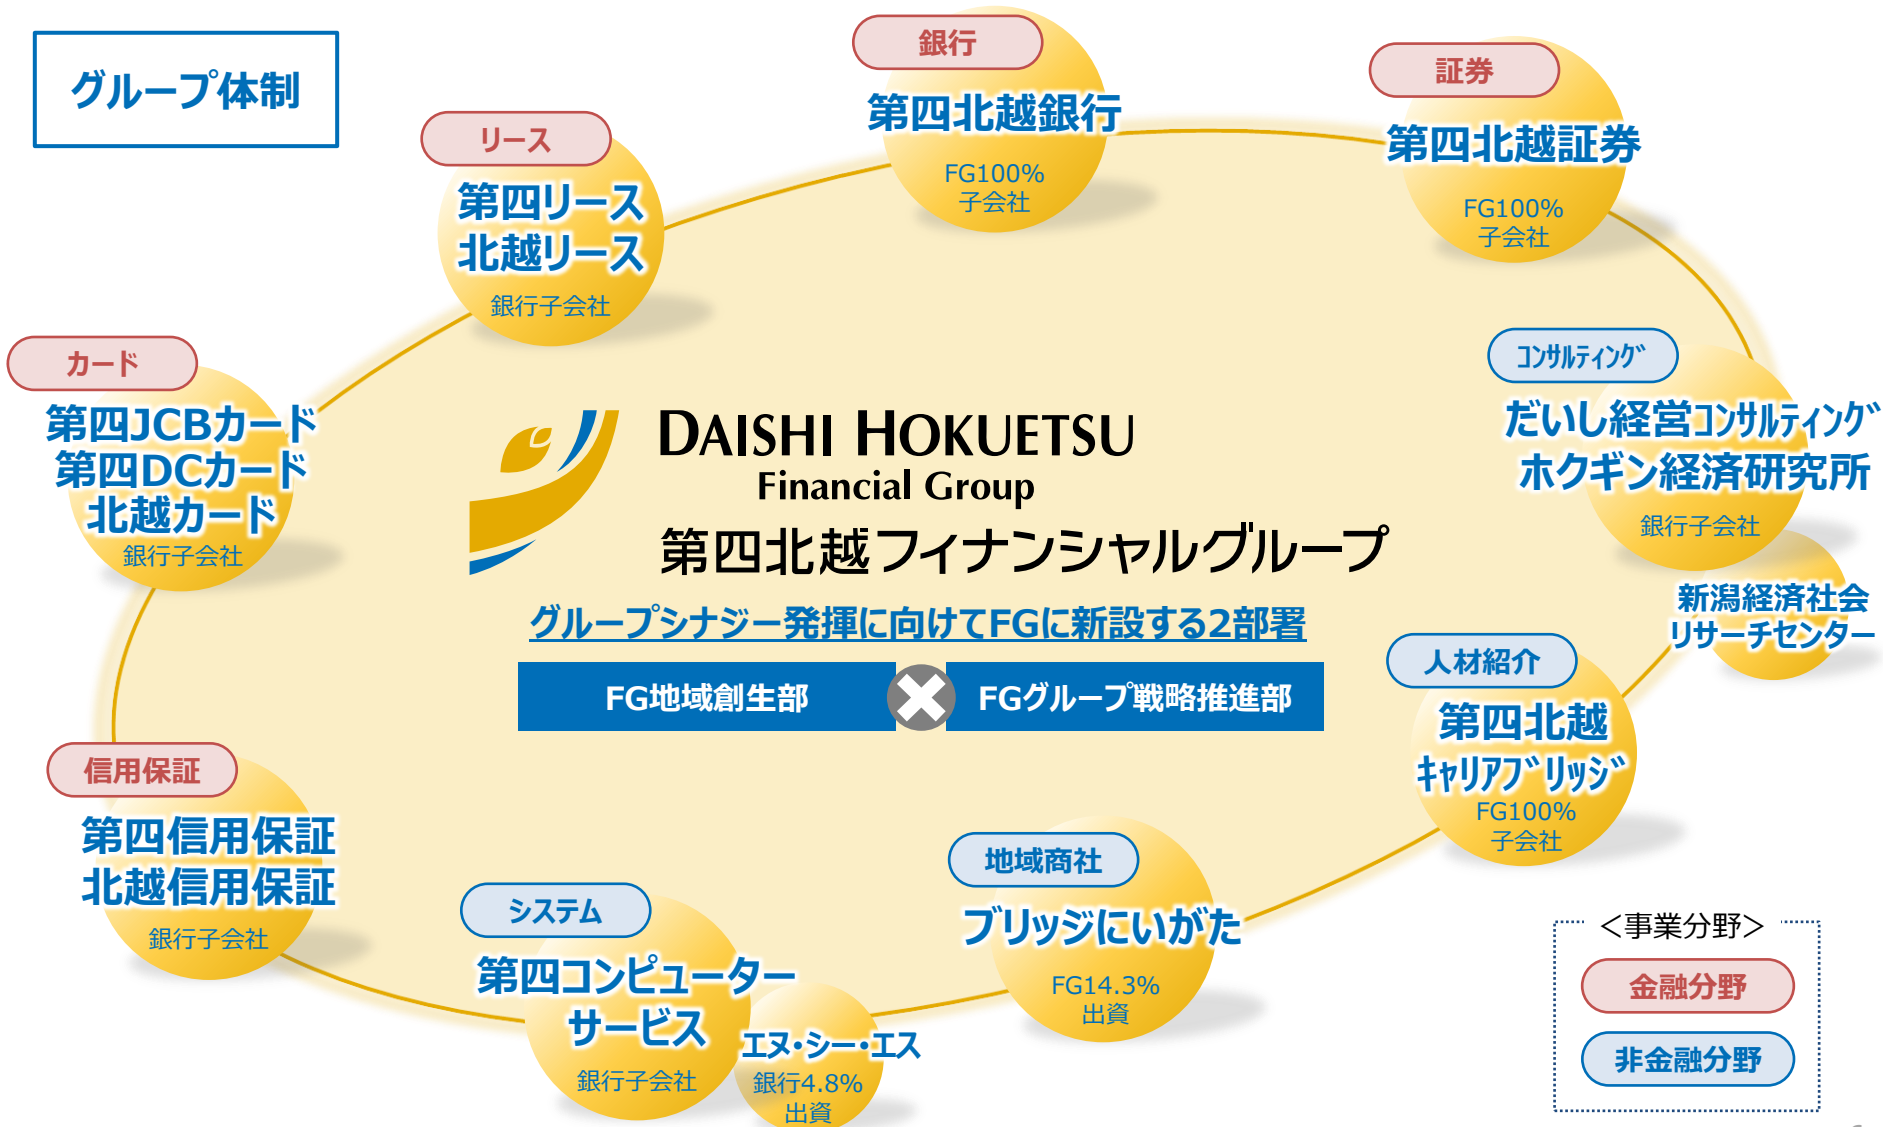 グループ体制
銀行
第四北越銀行
FG100%
子会社
証券
第四北越証券
FG100%
子会社
リース
第四リース
北越リース
銀行子会社
カード
第四JCBカード
第四DCカード
北越カード
銀行子会社
コンサルティング
だいし経営コンサルティング
ホクギン経済研究所
銀行子会社
新潟経済社会
リサーチセンター
DAISHI HOKUETSU
Financial Group
第四北越フィナンシャルグループ
グループシナジー発揮に向けてFGに新設する2部署
FG地域創生部
FGグループ戦略推進部
人材紹介
第四北越
キャリアブリッジ
FG100%
子会社
信用保証
第四信用保証
北越信用保証
銀行子会社
地域商社
ブリッジにいがた
FG14.3%
出資
システム
第四コンピューター
サービス
銀行子会社
エヌ・シー・エス
銀行4.8%
出資
＜事業分野＞
金融分野
非金融分野